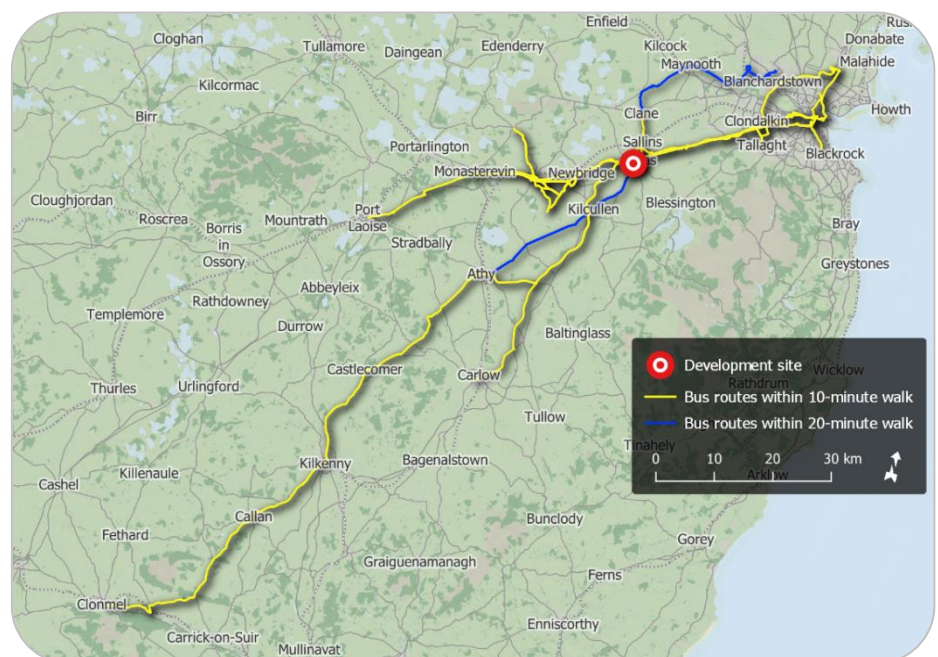 Enfield
Rus
Cloghan
Donabate
Tullamore
Daingean
Edenderry
Kilcock
Maynooth
Malahide
Kilcormac
Blanchardstown
Birr
Clane
Howth
Clondalkin
Portarlington
Sallins
Tallaght
Blackrock
as
Monasterevin
Newbridge
Cloughjordan
Port
Laoise
Kilcullen
Blessington
Roscrea
Mountrath
Borris
in
Ossory
Stradbally
Bray
Athy
Greystones
Abbeyleix
Rathdowney
Templemore
Durrow
Baltinglass
Castlecomer
Carlow
Thurles
Urlingford
Tullow
Development site
Wicklow
Rathdrum
Bus routes within 10-minute walk
Bus routes within 20-minute walk
Tinahely
0 10 20 30 km
Arklow
Kilkenny
Bagenalstown
Killenaule
Cashel
Callan
Bunclody
Fethard
Gorey
Graiguenamanagh
Ferns
Clonmel
Enniscorthy
Carrick-on-Suir
Mullinavat